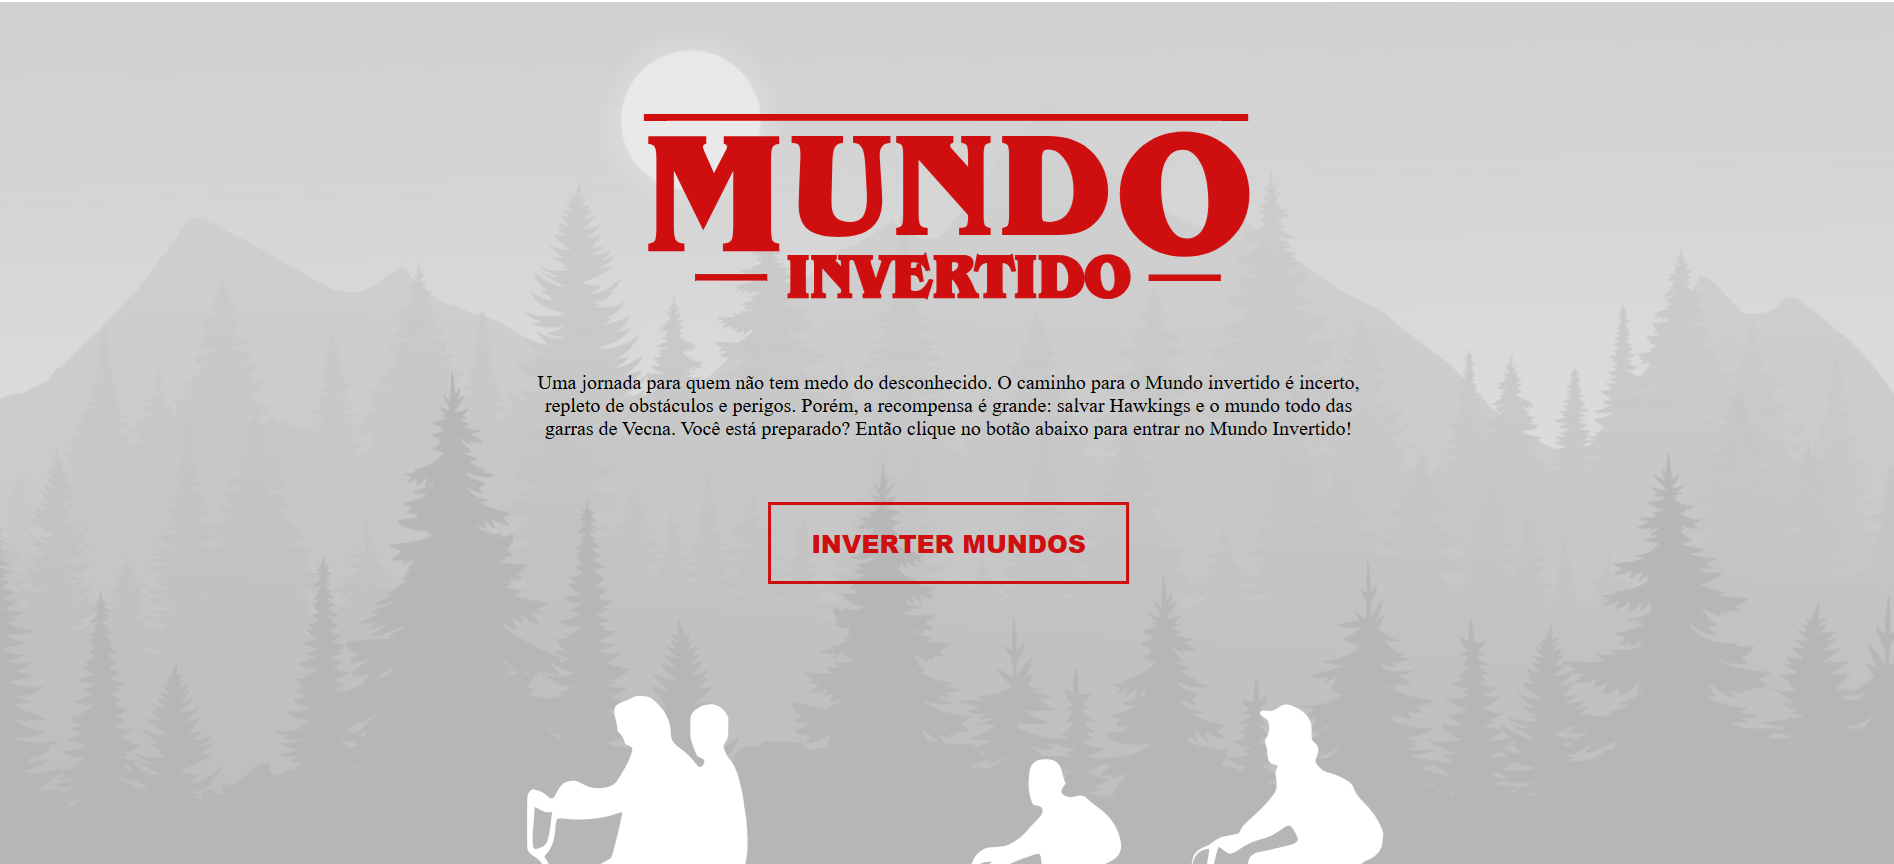 MUNDO
INVERTIDO
Uma jornada para quem não tem medo do desconhecido. O caminho para o Mundo invertido é incerto,
repleto de obstáculos e perigos. Porém, a recompensa é grande: salvar Hawkings e o mundo todo das
garras de Vecna. Você está preparado? Então clique no botão abaixo para entrar no Mundo Invertido!
INVERTER MUNDOS